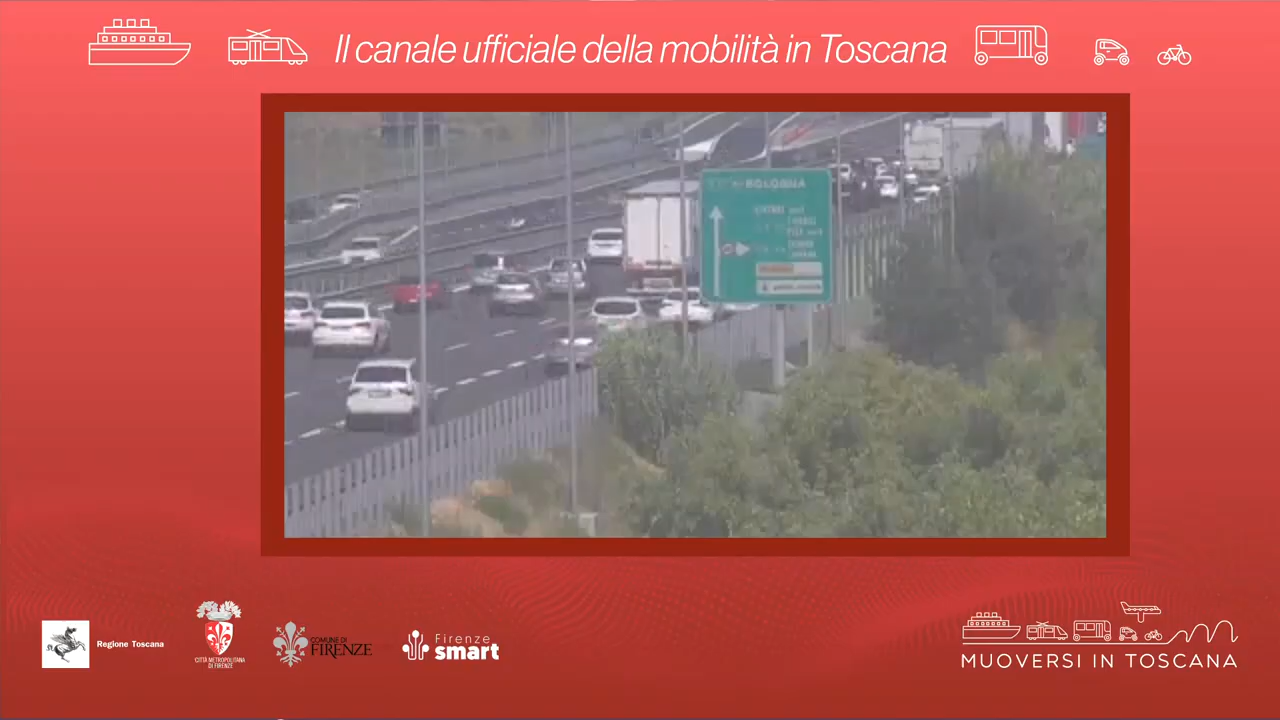 Il canale ufficiale della mobilità in Toscana
BOLOGNA
Regione Toscana
CITTÀ METROPOLITANA
DI FIRENZE
COMUNE DI
FIRENZE
Firenze
smart
MUOVERSI IN TOSCANA